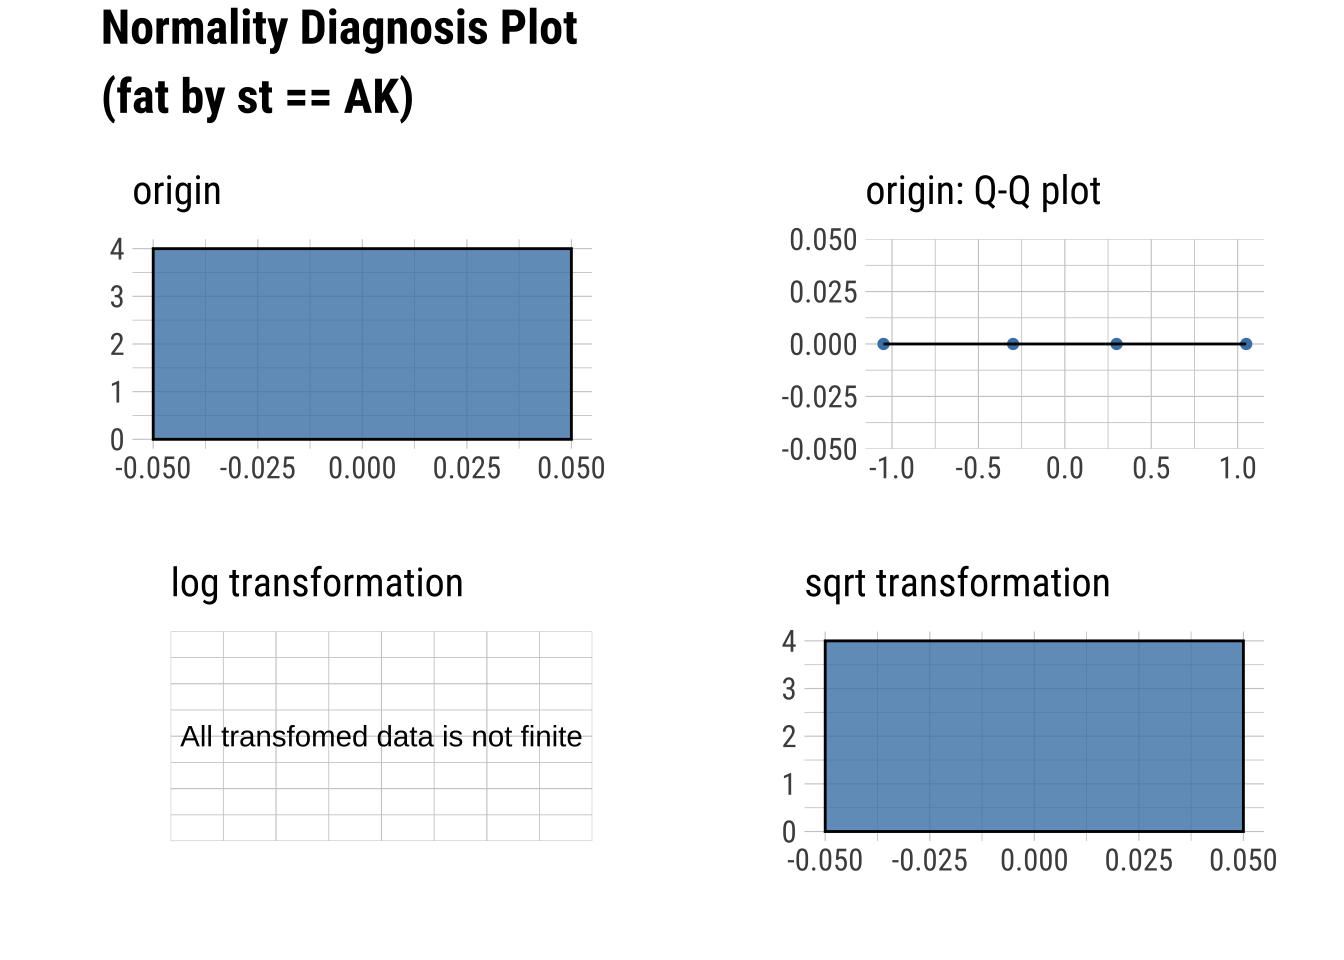 Normality Diagnosis Plot
(fat by st == AK)
origin
4
3
2
1
0
-0.050 -0.025 0.000 0.025 0.050
origin: Q-Q plot
0.050
0.025
0.000
-0.025
-0.050
-1.0 -0.5 0.0 0.5 1.0
log transformation
All transfomed data is not finite
sqrt transformation
4
3
2
1
0
-0.050 -0.025 0.000 0.025 0.050